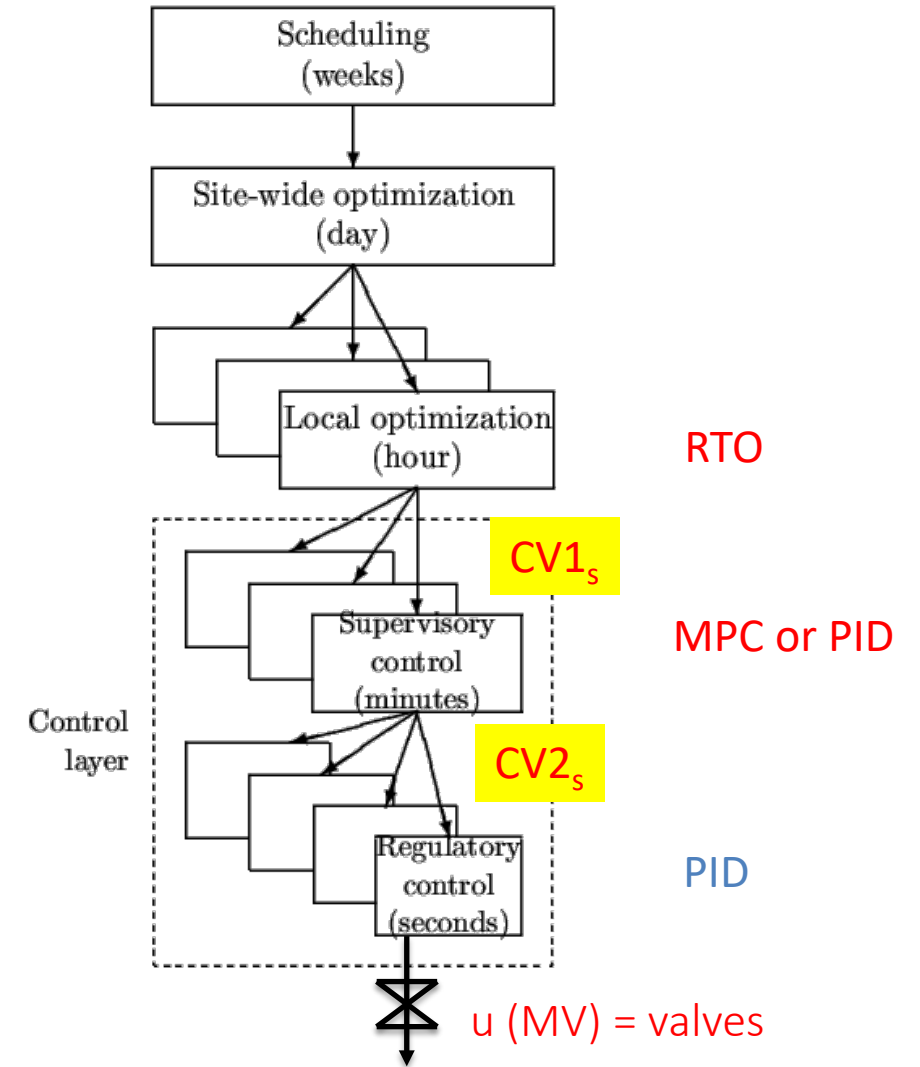 Scheduling
(weeks)
Site-wide optimization
(day)
Local optimization
(hour)
RTO
CV1s
Supervisory
control
(minutes)
MPC or PID
Control
layer
CV2s
Regulatory
control
(seconds)
PID
u (MV) = valves